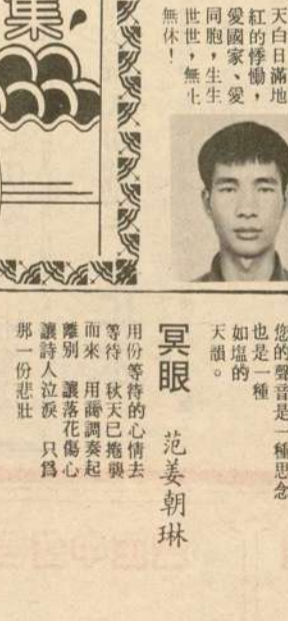 天白日滿地
紅的悸慟，
愛國家、愛
同胞，生生
世世，無止
無休！
集
您的聲音是一種思念
也是一種
如塩的
天韻。
冥眼 范姜朝琳
用份等待的心情去
等待 秋天已捲襲
而來 用 調奏起
離別 讓落花傷心
讓詩人泣淚 只爲
那一份悲壯